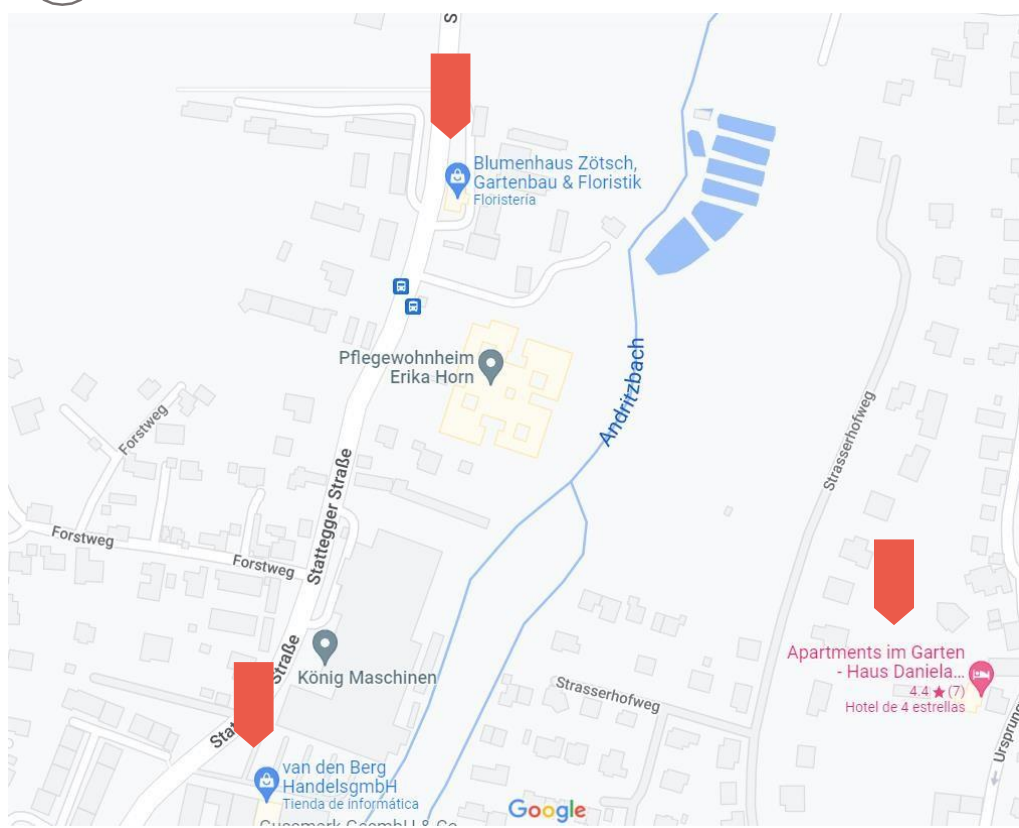 S
Blumenhaus Zötsch,
Gartenbau & Floristik
Floristería
Pflegewohnheim
Erika Horn
Andritzbach
Forstweg
Strasserhofweg
Stattegger Straße
Forstweg
Forstweg
Straße
König Maschinen
Stat
Apartments im Garten
- Haus Daniela...
4.4 ★ (7)
Hotel de 4 estrellas
Strasserhofweg
Ursprung
van den Berg
HandelsgmbH
Tienda de informática
Google